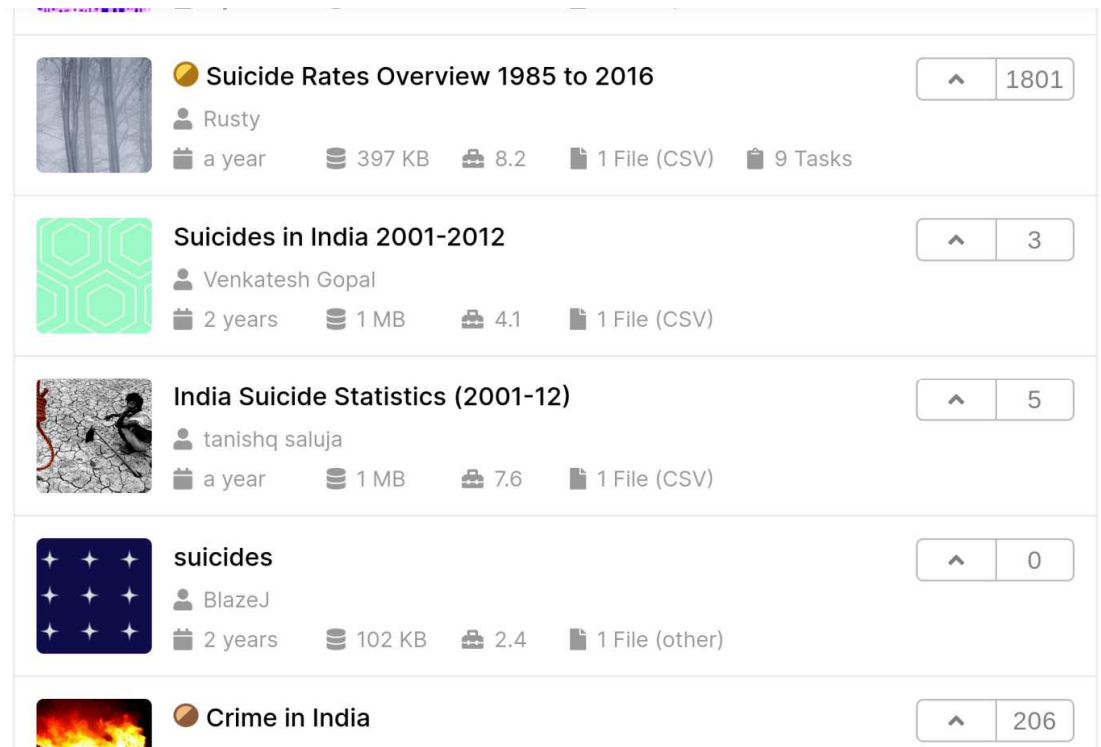 Suicide Rates Overview 1985 to 2016
1801
Rusty
a year 397 KB 8.2 1 File (CSV) 9 Tasks
Suicides in India 2001-2012
3
Venkatesh Gopal
2 years 1 MB 4.1 1 File (CSV)
India Suicide Statistics (2001-12)
5
tanishq saluja
a year 1 MB 7.6 1 File (CSV)
suicides
0
BlazeJ
2 years 102 KB 2.4 1 File (other)
Crime in India
206